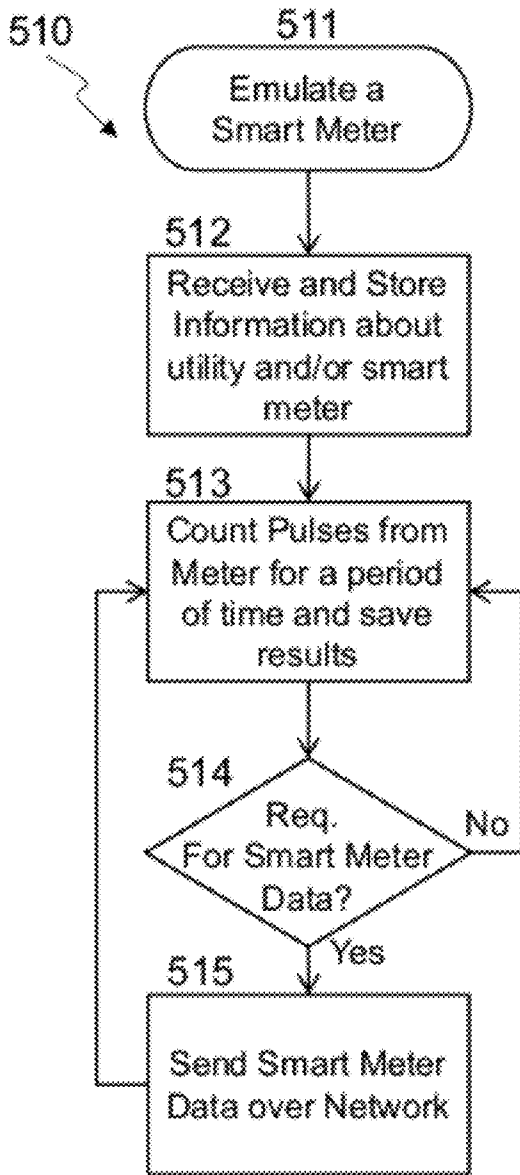 510
511
Emulate a
Smart Meter
512
Receive and Store
Information about
utility and/or smart
meter
513
Count Pulses from
Meter for a period
of time and save
results
514
Req.
For Smart Meter
Data?
No
Yes
515
Send Smart Meter
Data over Network